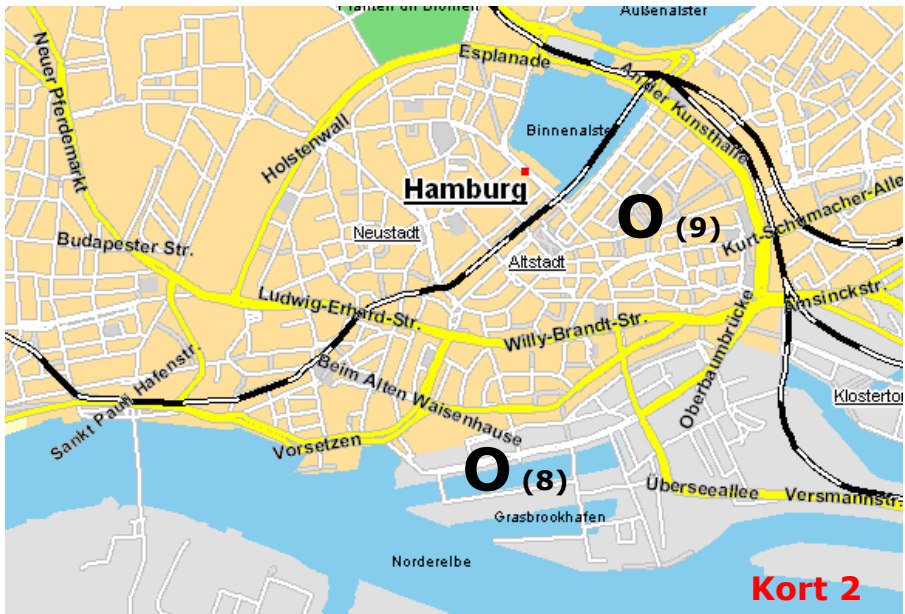 Planten un Blomen
Außenalster
Neuer Pferdemarkt
Esplanade
An der Kunsthalle
Holstenwall
Binnenalster
Hamburg
O (9)
Neustadt
Kurt-Schumacher-Alle
Budapester Str.
Altstadt
Ludwig-Erhard-Str.
Amsinckstr.
Willy-Brandt-Str.
Oberbaumbrücke
Sankt Pauli Hafenstr.
Beim Alten Waisenhause
Klostertor
Vorsetzen
O (8)
Überseeallee
Versmannstr.
Grasbrookhafen
Norderelbe
Kort 2